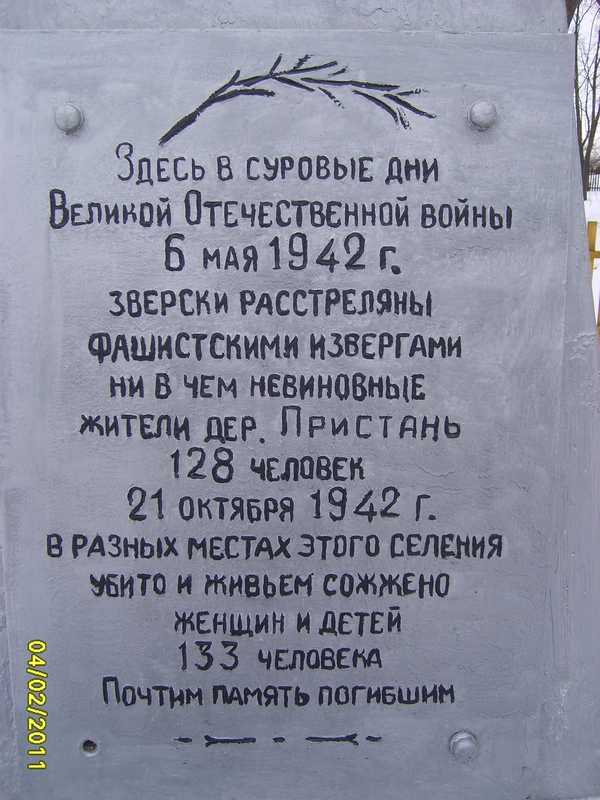 Здесь в суровые дни
Великой Отечественной войны
6 мая 1942 г.
зверски расстреляны
фашистскими извергами
ни в чем невиновные
жители дер. Пристань
128 человек
21 октября 1942 г.
в разных местах этого селения
убито и живьем сожжено
женщин и детей
133 человека
Почтим память погибшим
04/02/2011